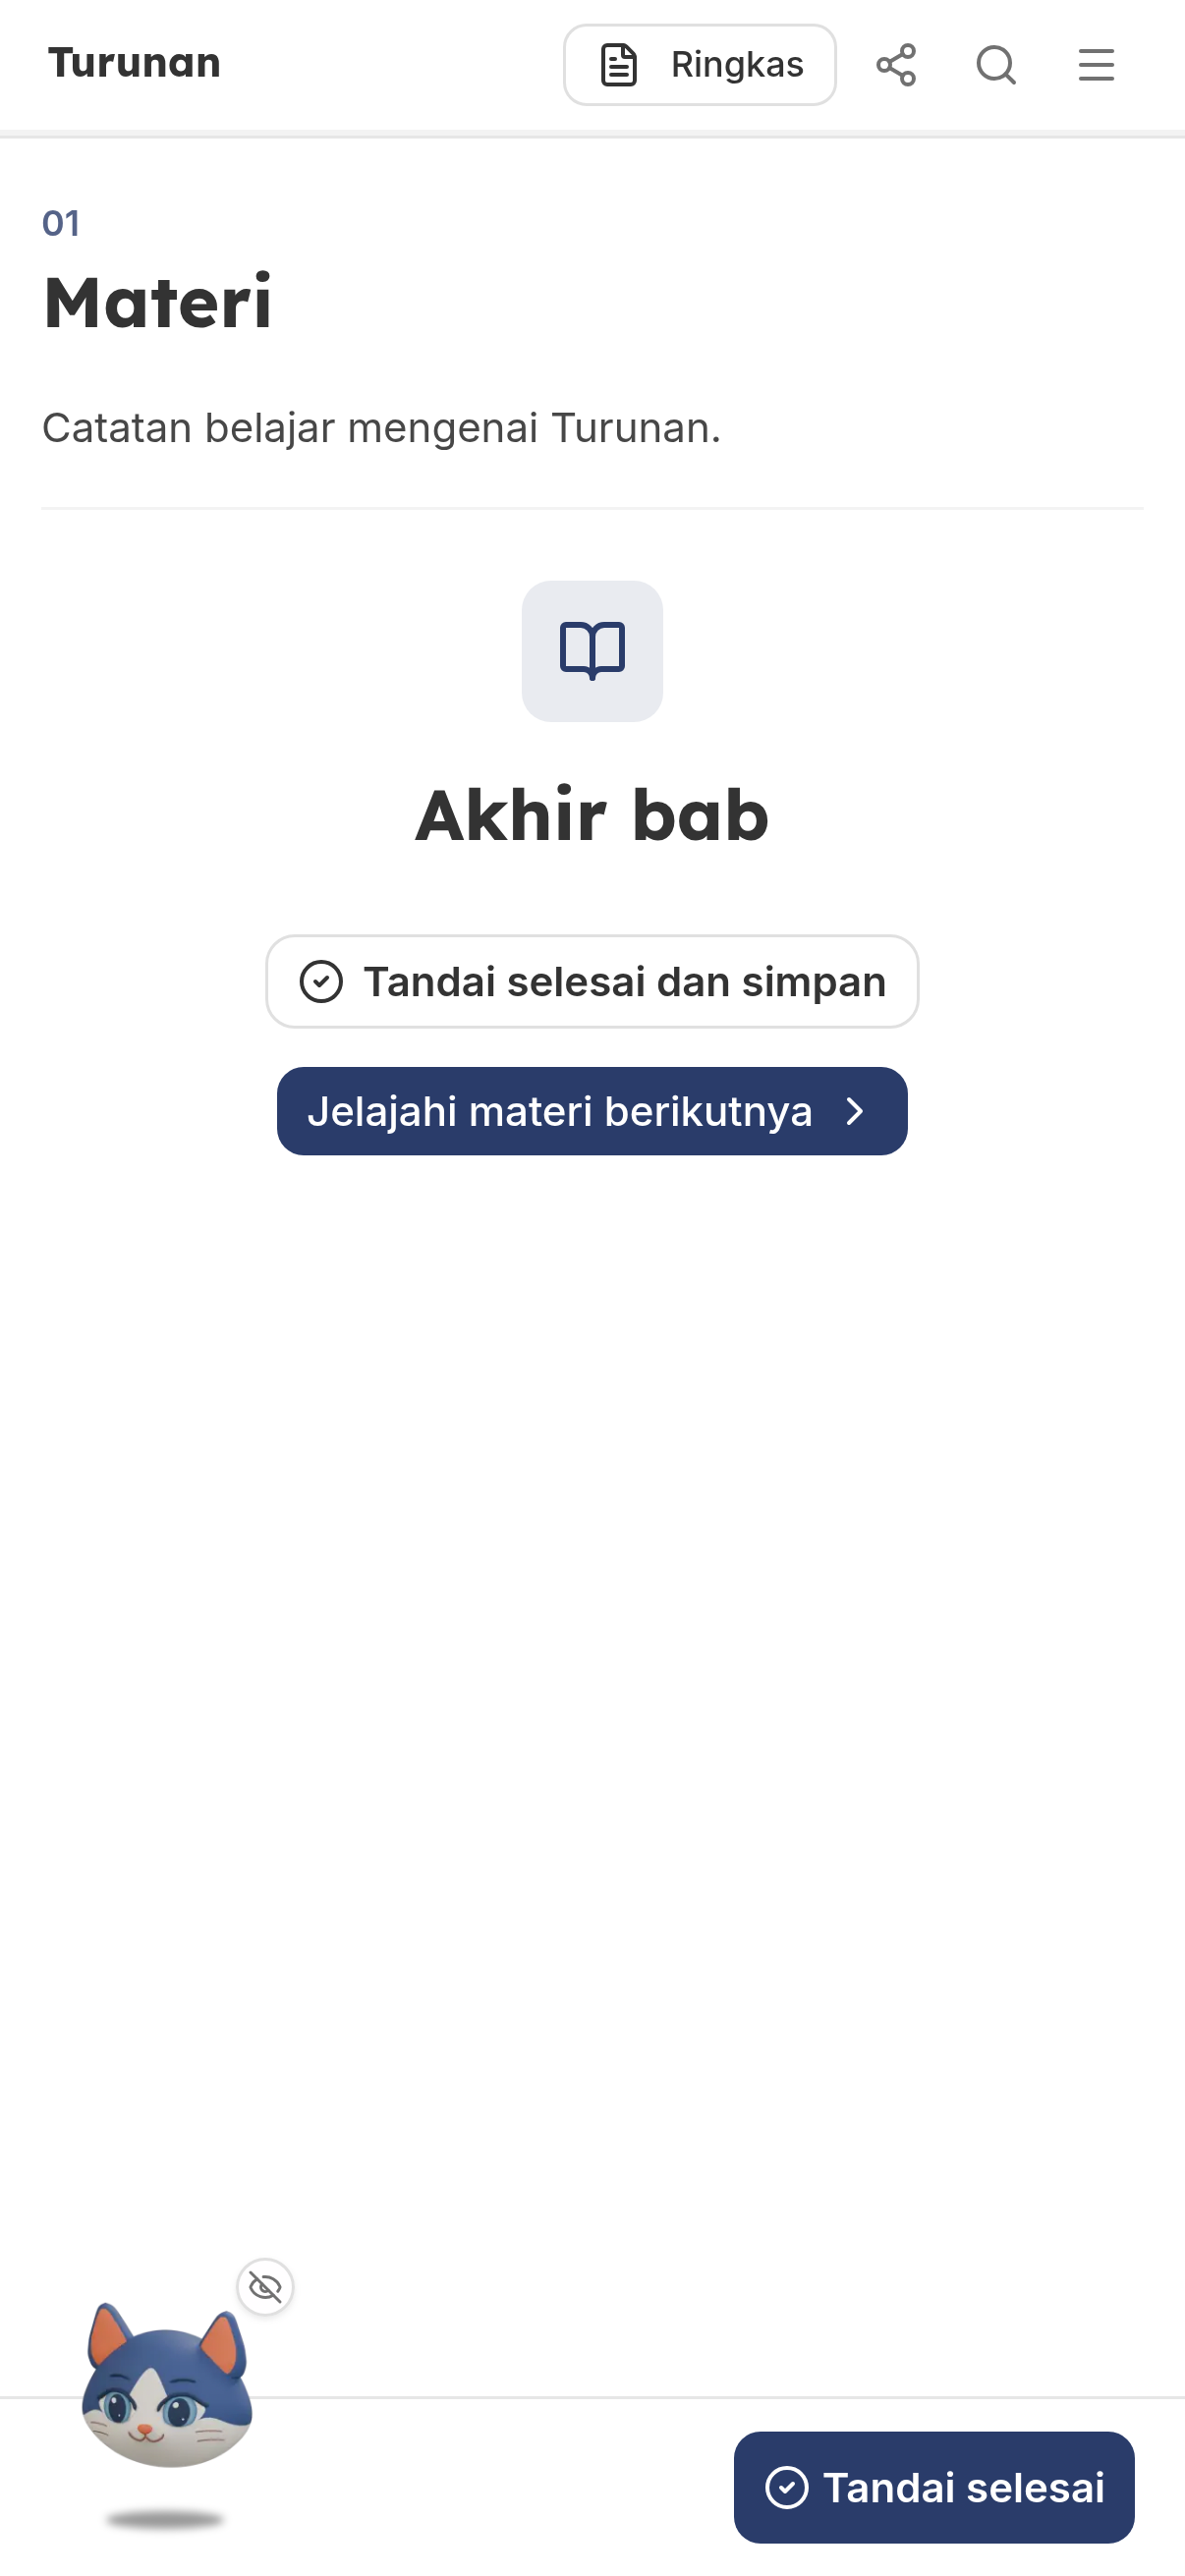 Turunan
Ringkas
01
Materi
Catatan belajar mengenai Turunan.
Akhir bab
Tandai selesai dan simpan
Jelajahi materi berikutnya
Tandai selesai